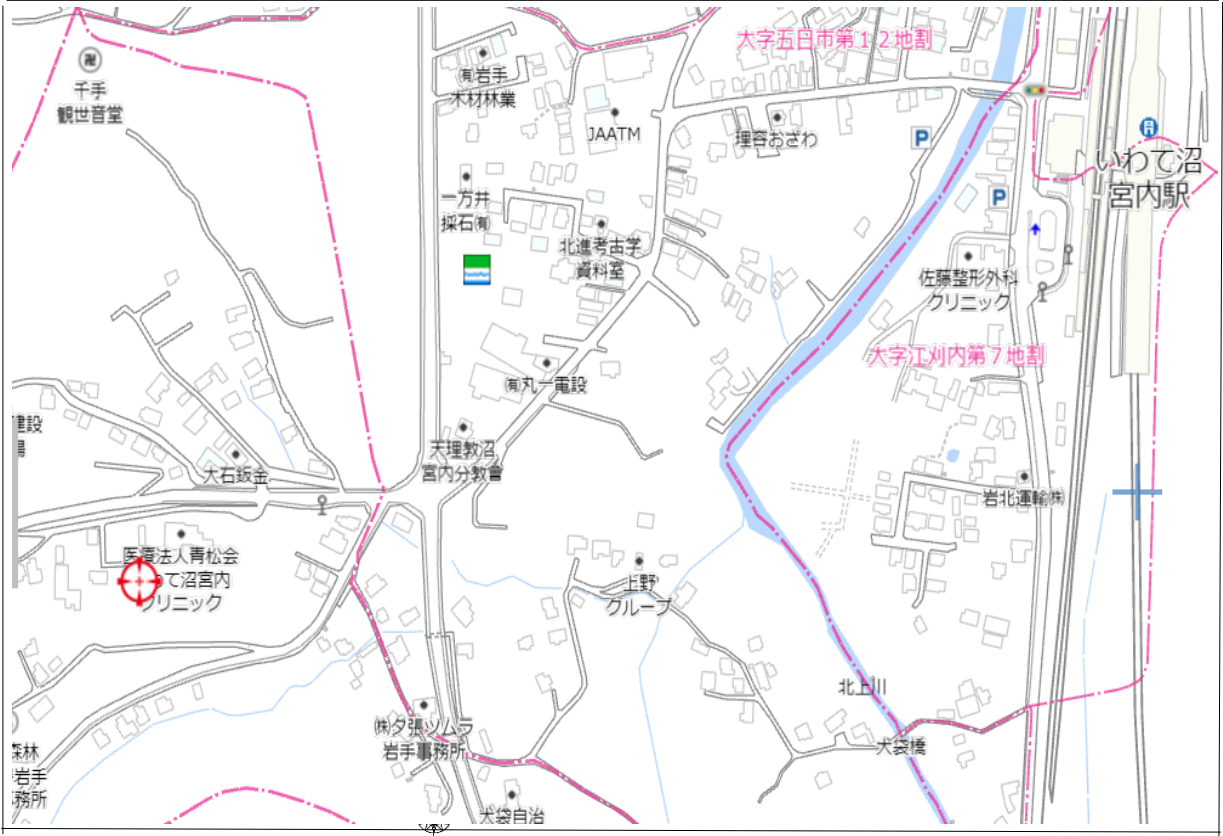 大字五日市第１２地割
千手
観世音堂
㈲岩手
木材林業
JAATM
理容おざわ
P
いわて沼
宮内駅
一方井
採石㈲
P
北進考古学
資料室
FamilyMart
佐藤整形外科
クリニック
大字江刈内第７地割
㈲丸一電設
建設
天理教沼
宮内分教會
大石鈑金
岩北運輸㈱
医療法人青松会
て沼宮内
クリニック
上野
グループ
北上川
㈱夕張ツムラ
岩手事務所
大袋橋
森林
岩手
務所
大袋自治